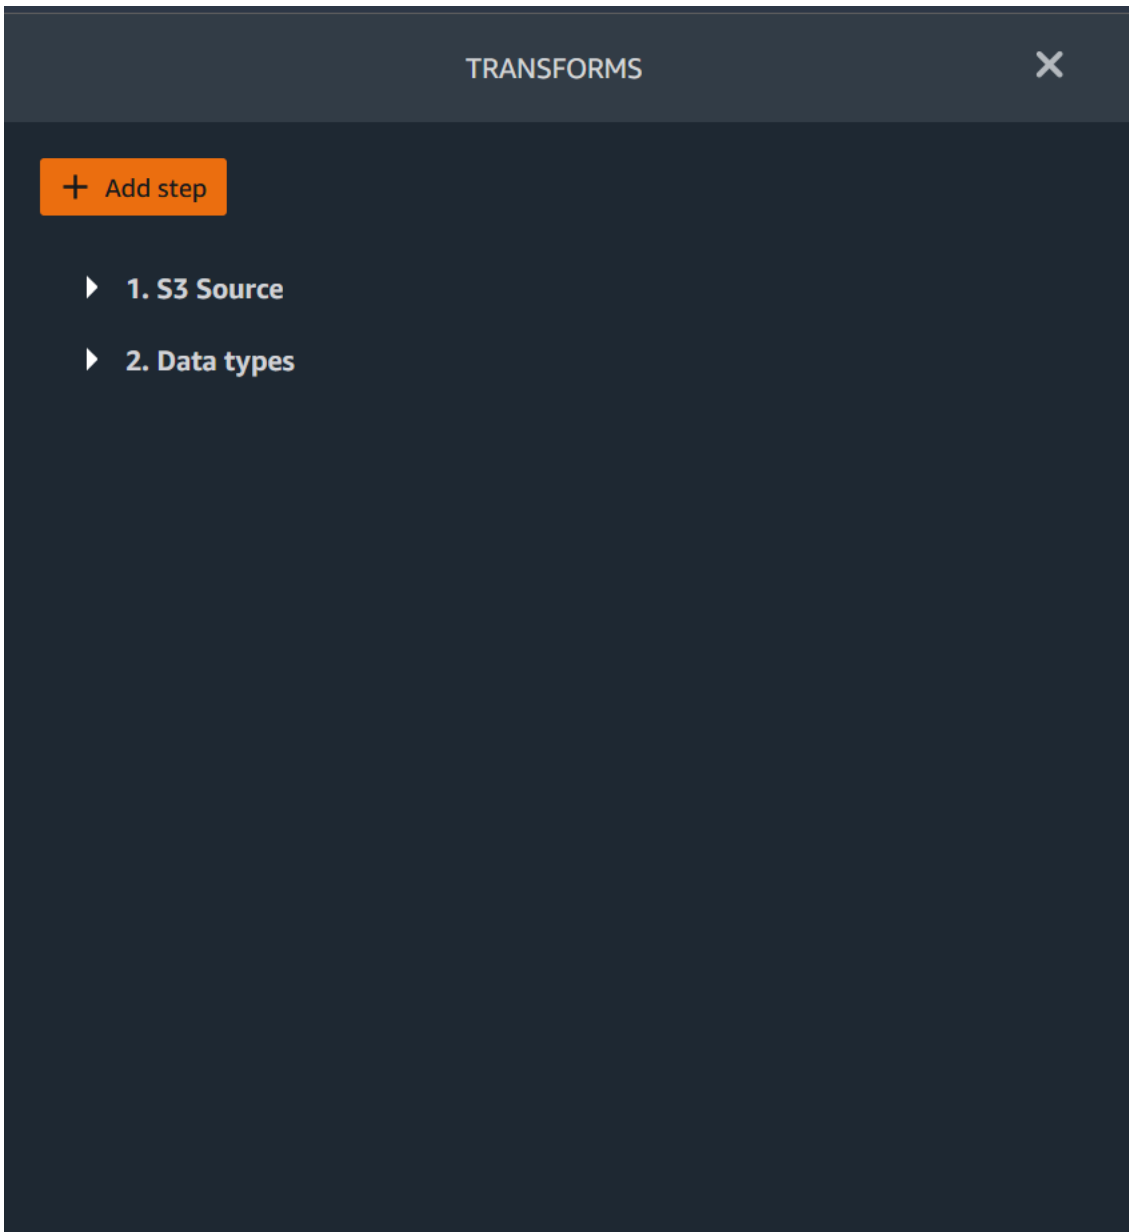 TRANSFORMS
Add step
1. S3 Source
2. Data types